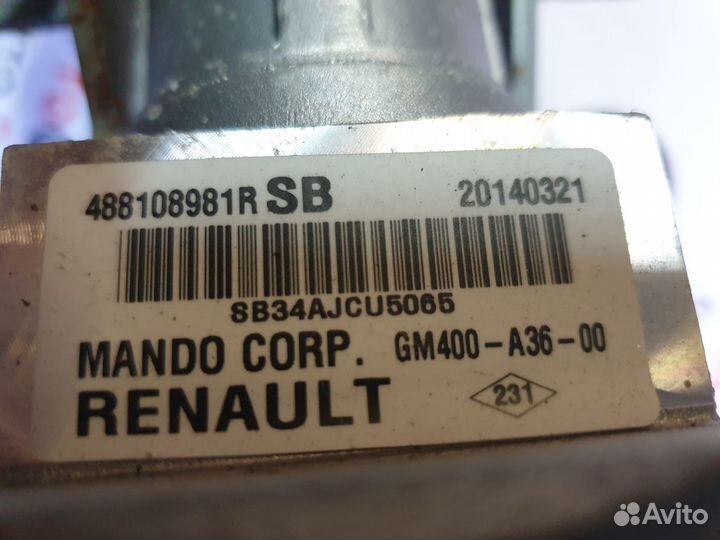 488108981R SB 20140321
SB34AJCU5065
MANDO CORP. GM400-A36-00
RENAULT 231
Avito